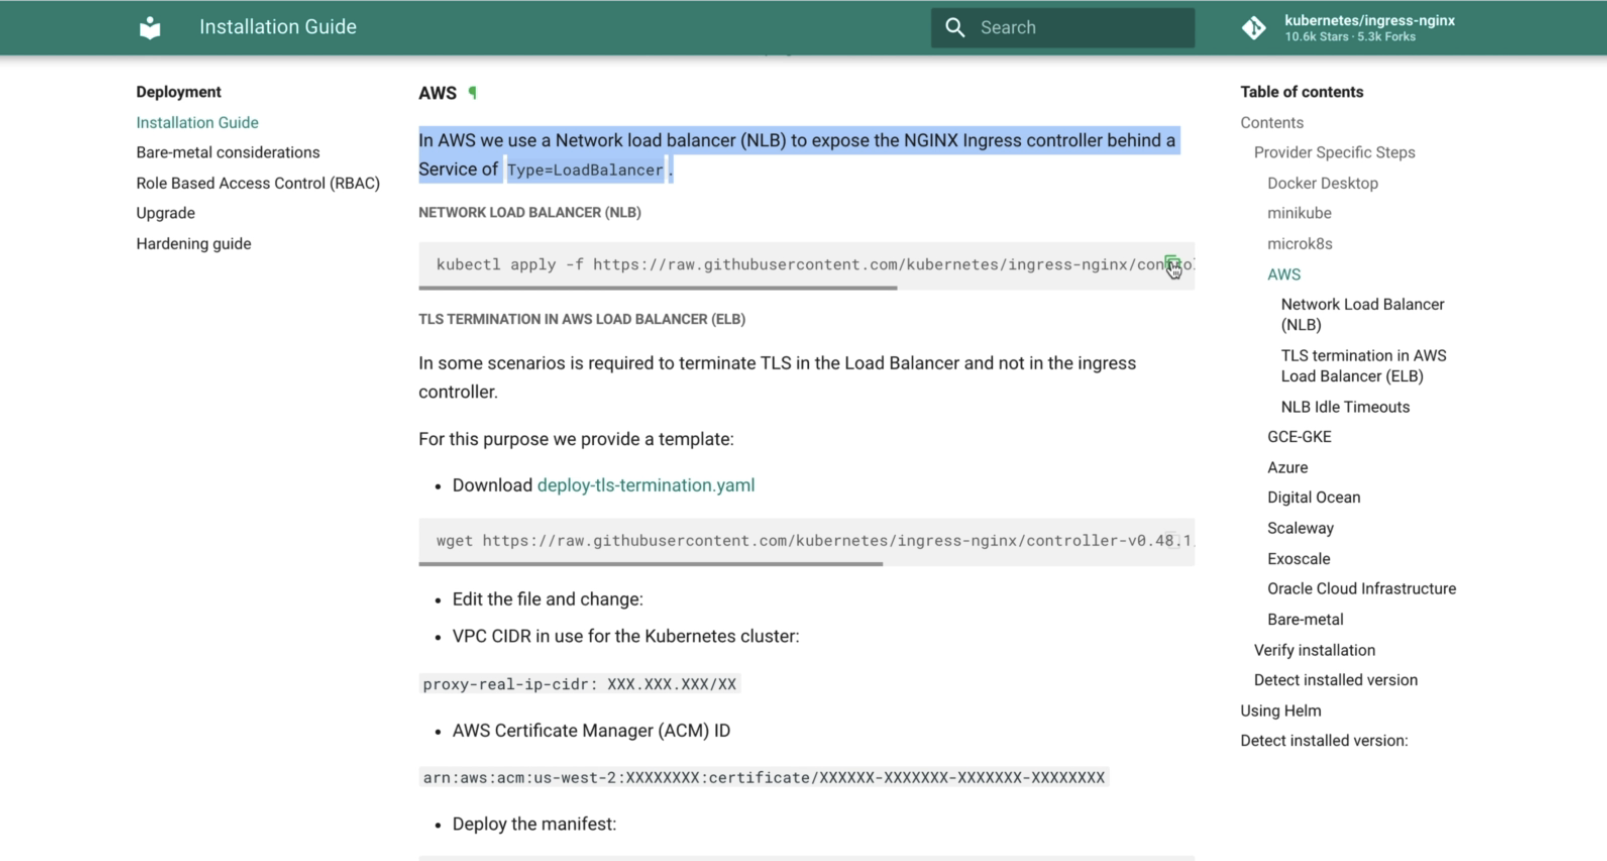 Installation Guide
Search
kubernetes/ingress-nginx
10.6k Stars · 5.3k Forks
Deployment
Installation Guide
Bare-metal considerations
Role Based Access Control (RBAC)
Upgrade
Hardening guide
AWS ¶
In AWS we use a Network load balancer (NLB) to expose the NGINX Ingress controller behind a
Service of Type=LoadBalancer .
NETWORK LOAD BALANCER (NLB)
kubectl apply -f https://raw.githubusercontent.com/kubernetes/ingress-nginx/
TLS TERMINATION IN AWS LOAD BALANCER (ELB)
In some scenarios is required to terminate TLS in the Load Balancer and not in the ingress
controller.
For this purpose we provide a template:
• Download deploy-tls-termination.yaml
wget https://raw.githubusercontent.com/kubernetes/ingress-nginx/controller-v0.48.1
• Edit the file and change:
• VPC CIDR in use for the Kubernetes cluster:
proxy-real-ip-cidr: XXX.XXX.XXX/XX
• AWS Certificate Manager (ACM) ID
arn:aws:acm:us-west-2:XXXXXXXX:certificate/XXXXXX-XXXXXXX-XXXXXXX-XXXXXXXX
• Deploy the manifest:
Table of contents
Contents
Provider Specific Steps
Docker Desktop
minikube
microk8s
AWS
Network Load Balancer
(NLB)
TLS termination in AWS
Load Balancer (ELB)
NLB Idle Timeouts
GCE-GKE
Azure
Digital Ocean
Scaleway
Exoscale
Oracle Cloud Infrastructure
Bare-metal
Verify installation
Detect installed version
Using Helm
Detect installed version: